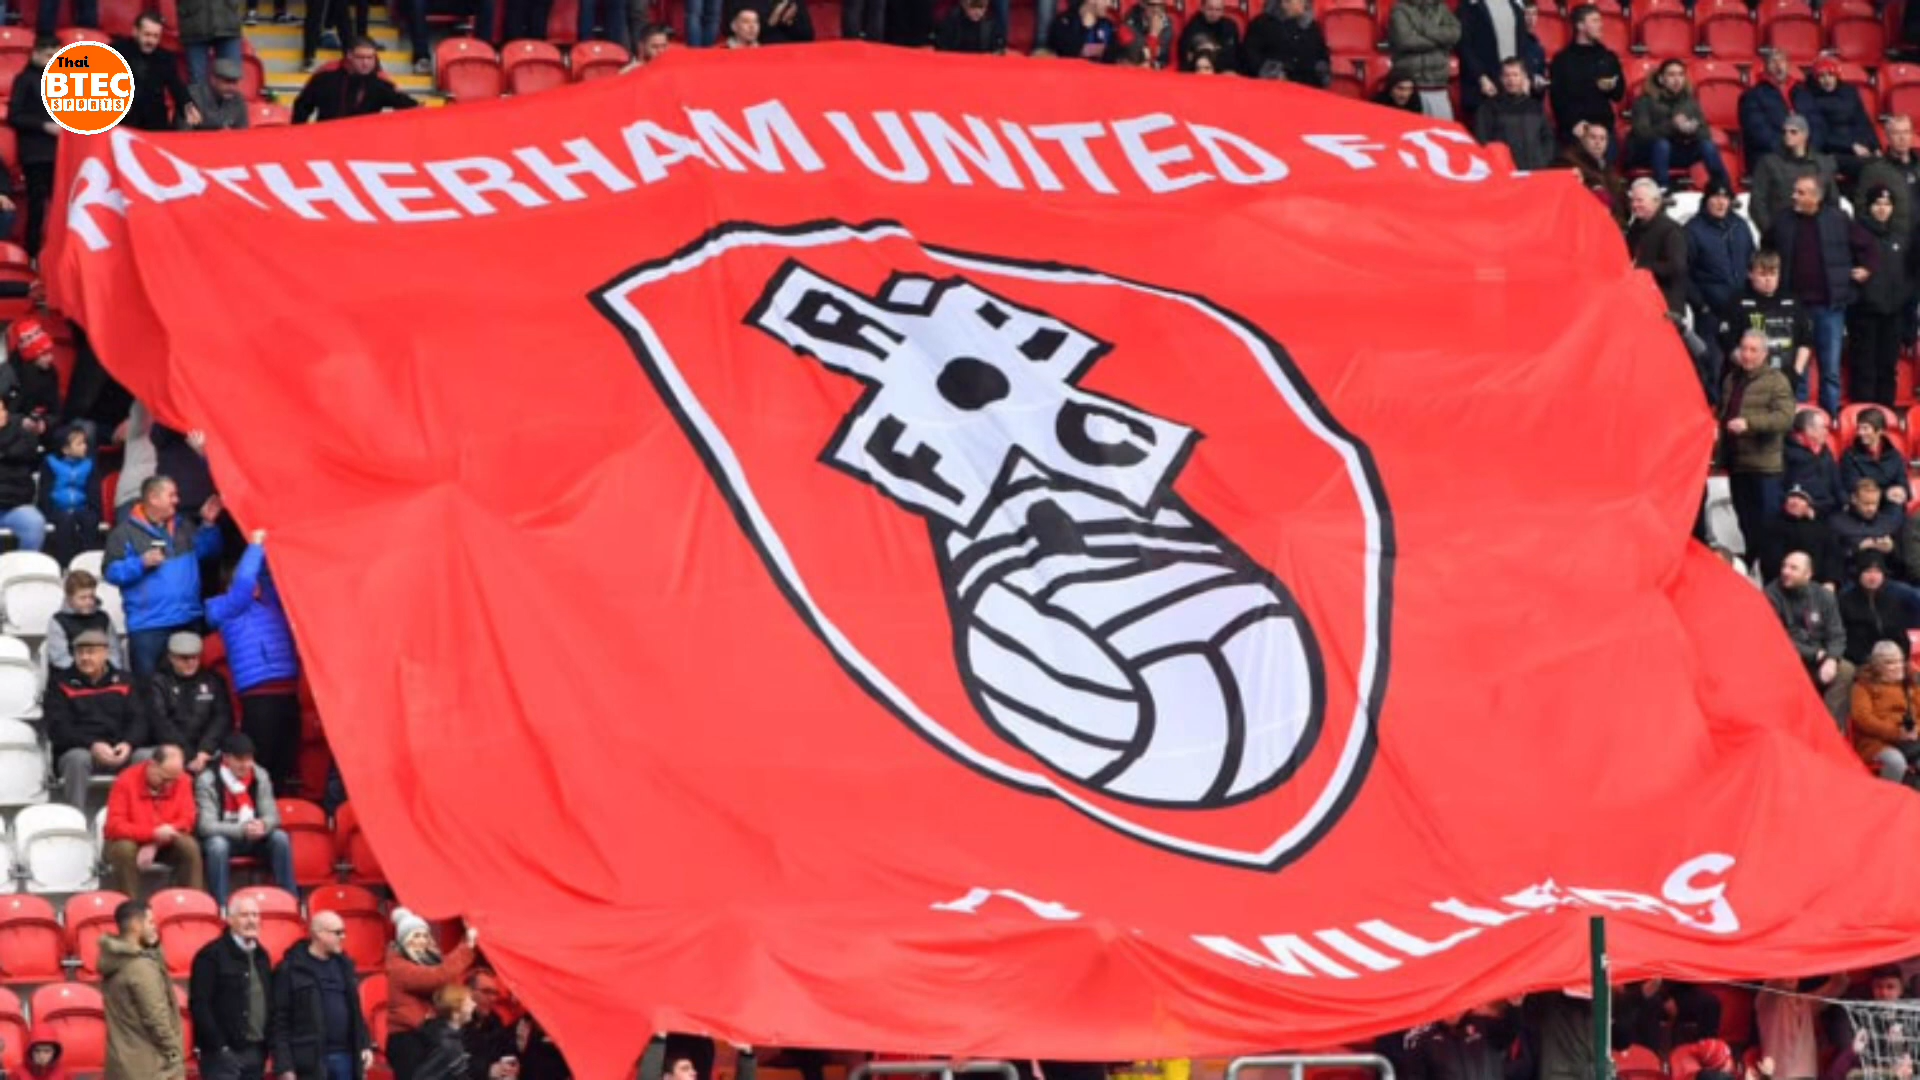 Thai
BTEC
SPORTS
ROTHERHAM UNITED F.C.
R
U
F
C
MILLERS